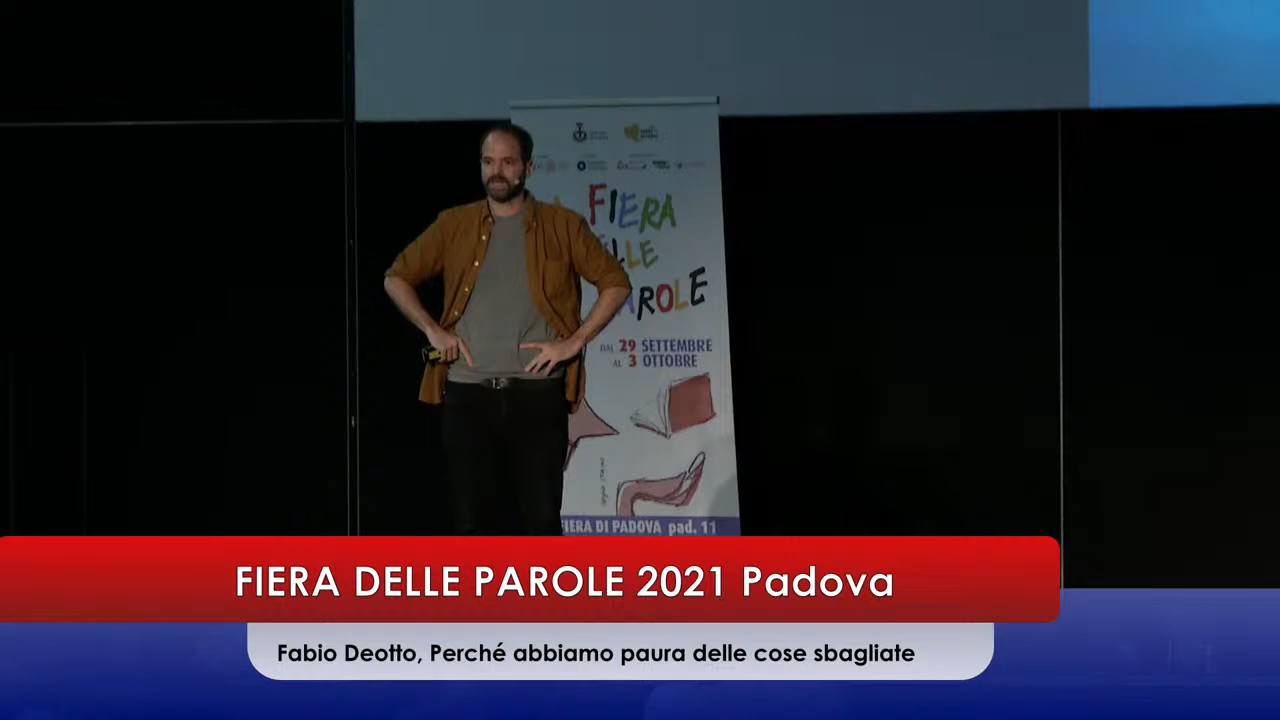 FIERA
LLE
AROLE
DAL 29 SETTEMBRE
AL 3 OTTOBRE
FIERA DI PADOVA pad. 11
FIERA DELLE PAROLE 2021 Padova
Fabio Deotto, Perché abbiamo paura delle cose sbagliate